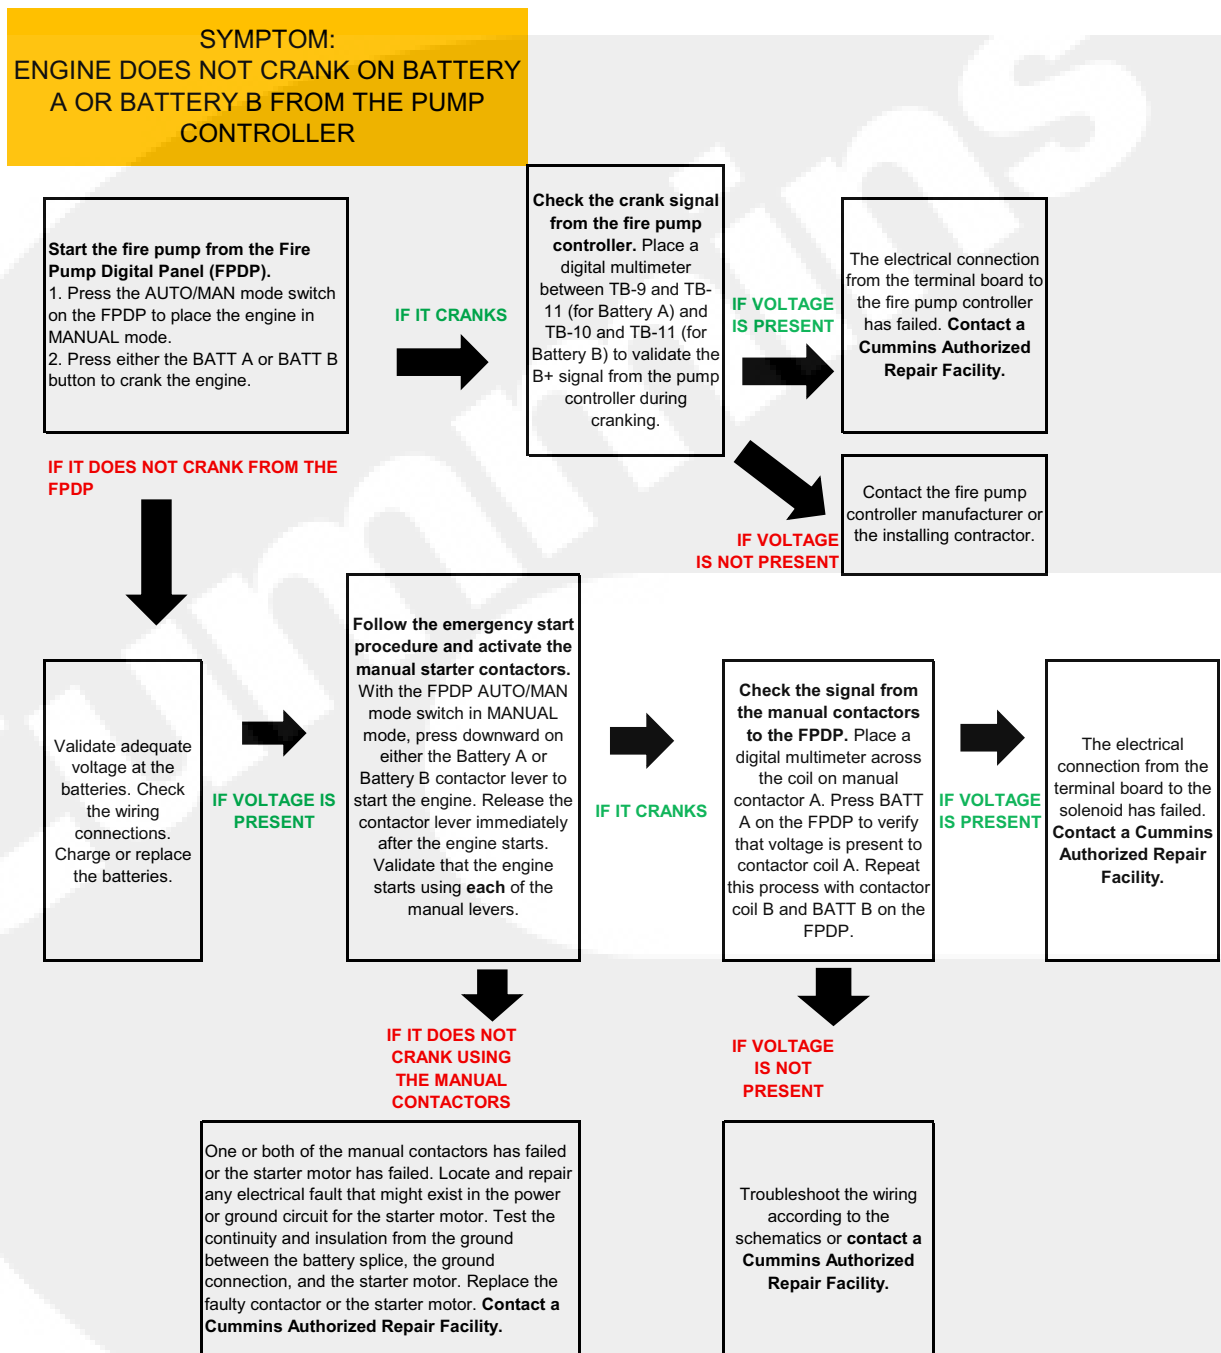 SYMPTOM:
ENGINE DOES NOT CRANK ON BATTERY
A OR BATTERY B FROM THE PUMP
CONTROLLER
Start the fire pump from the Fire
Pump Digital Panel (FPDP).
1. Press the AUTO/MAN mode switch
on the FPDP to place the engine in
MANUAL mode.
2. Press either the BATT A or BATT B
button to crank the engine.
IF IT CRANKS
Check the crank signal
from the fire pump
controller. Place a
digital multimeter
between TB-9 and TB-
11 (for Battery A) and
TB-10 and TB-11 (for
Battery B) to validate the
B+ signal from the pump
controller during
cranking.
IF VOLTAGE
IS PRESENT
The electrical connection
from the terminal board to
the fire pump controller
has failed. Contact a
Cummins Authorized
Repair Facility.
IF VOLTAGE
IS NOT PRESENT
Contact the fire pump
controller manufacturer or
the installing contractor.
IF IT DOES NOT CRANK FROM THE
FPDP
Validate adequate
voltage at the
batteries. Check
the wiring
connections.
Charge or replace
the batteries.
IF VOLTAGE IS
PRESENT
Follow the emergency start
procedure and activate the
manual starter contactors.
With the FPDP AUTO/MAN
mode switch in MANUAL
mode, press downward on
either the Battery A or
Battery B contactor lever to
start the engine. Release the
contactor lever immediately
after the engine starts.
Validate that the engine
starts using each of the
manual levers.
IF IT CRANKS
Check the signal from
the manual contactors
to the FPDP. Place a
digital multimeter across
the coil on manual
contactor A. Press BATT
A on the FPDP to verify
that voltage is present to
contactor coil A. Repeat
this process with contactor
coil B and BATT B on the
FPDP.
IF VOLTAGE
IS PRESENT
The electrical
connection from the
terminal board to the
solenoid has failed.
Contact a Cummins
Authorized Repair
Facility.
IF IT DOES NOT
CRANK USING
THE MANUAL
CONTACTORS
One or both of the manual contactors has failed
or the starter motor has failed. Locate and repair
any electrical fault that might exist in the power
or ground circuit for the starter motor. Test the
continuity and insulation from the ground
between the battery splice, the ground
connection, and the starter motor. Replace the
faulty contactor or the starter motor. Contact a
Cummins Authorized Repair Facility.
IF VOLTAGE
IS NOT
PRESENT
Troubleshoot the wiring
according to the
schematics or contact a
Cummins Authorized
Repair Facility.
Cummins